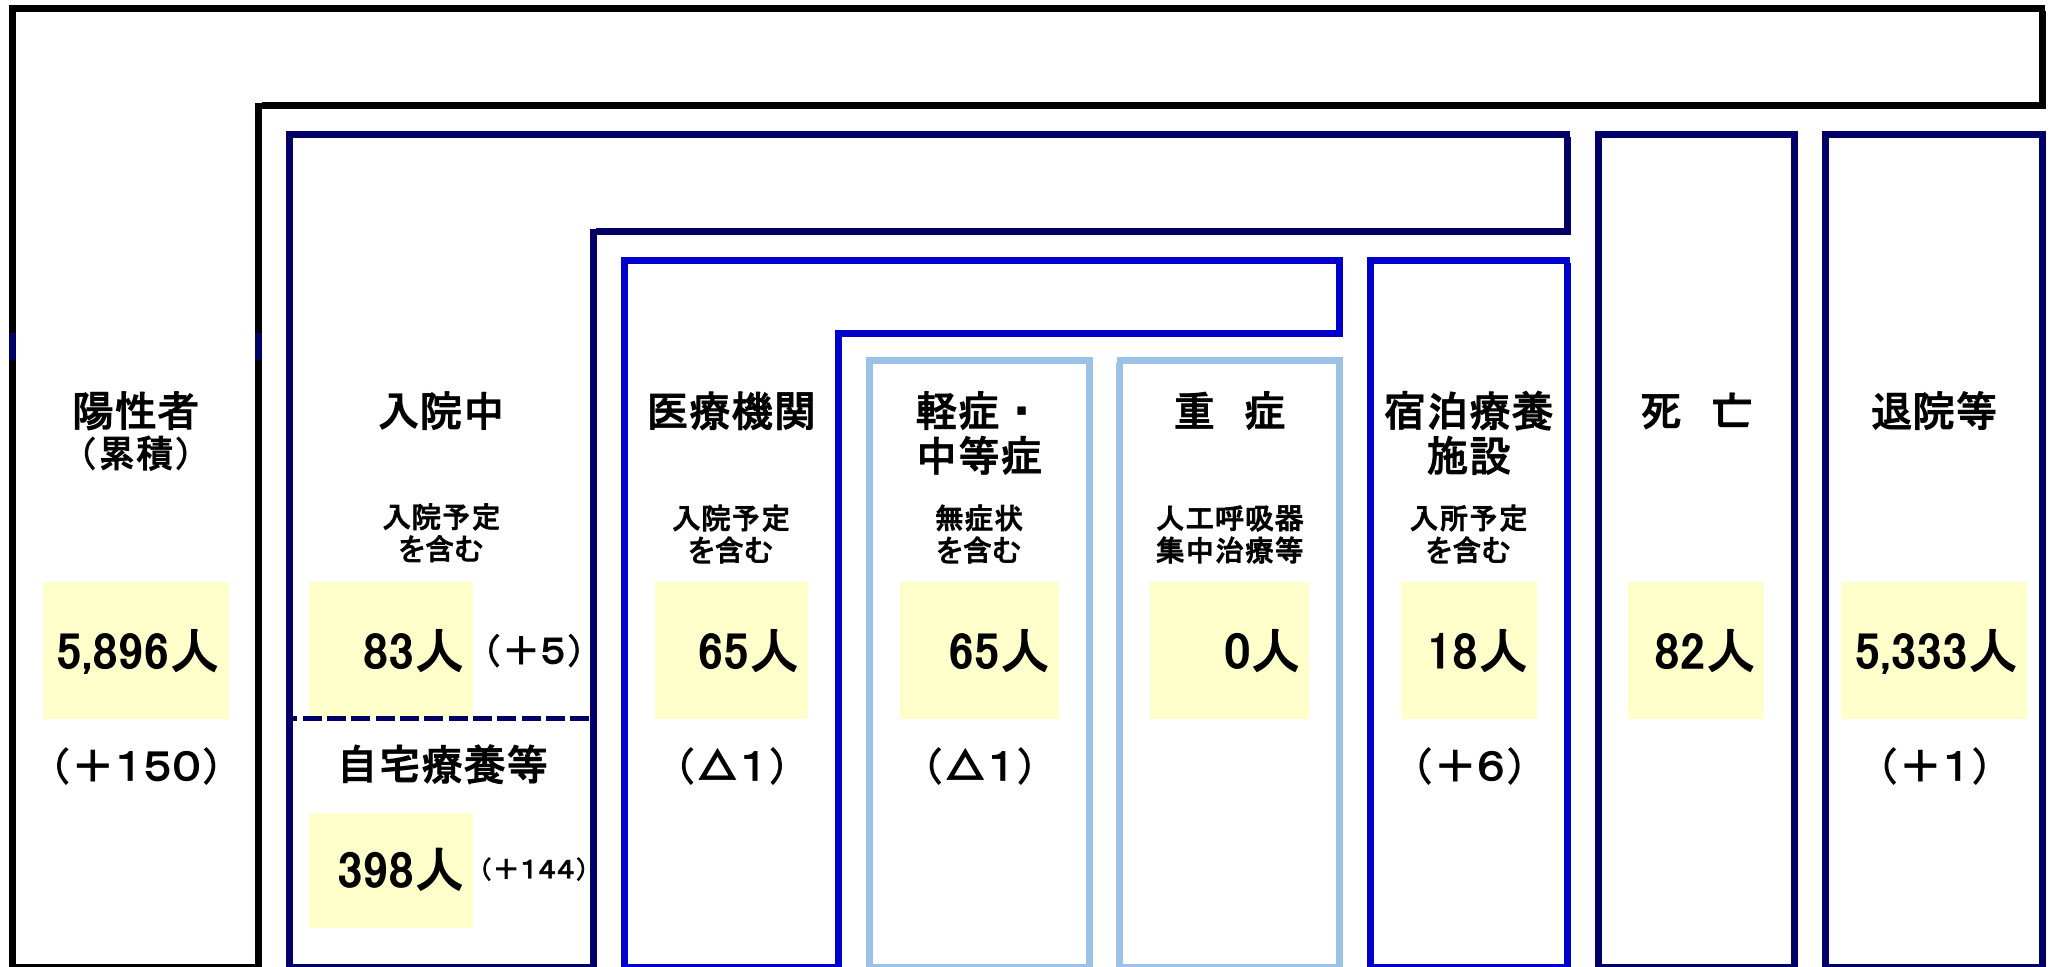 陽性者
（累積）
5,896人
（＋150）
入院中
入院予定
を含む
83人 （＋5）
自宅療養等
398人 （＋144）
医療機関
入院予定
を含む
65人
（△1）
軽症・
中等症
無症状
を含む
65人
（△1）
重 症
人工呼吸器
集中治療等
0人
宿泊療養
施設
入所予定
を含む
18人
（＋6）
死 亡
82人
退院等
5,333人
（＋1）